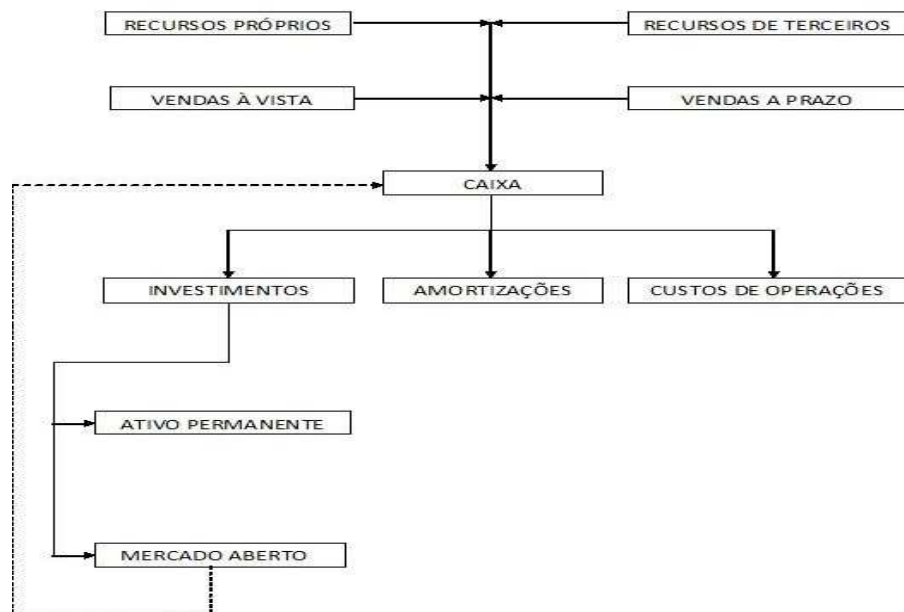 RECURSOS PRÓPRIOS
RECURSOS DE TERCEIROS
VENDAS À VISTA
VENDAS A PRAZO
CAIXA
INVESTIMENTOS
AMORTIZAÇÕES
CUSTOS DE OPERAÇÕES
ATIVO PERMANENTE
MERCADO ABERTO